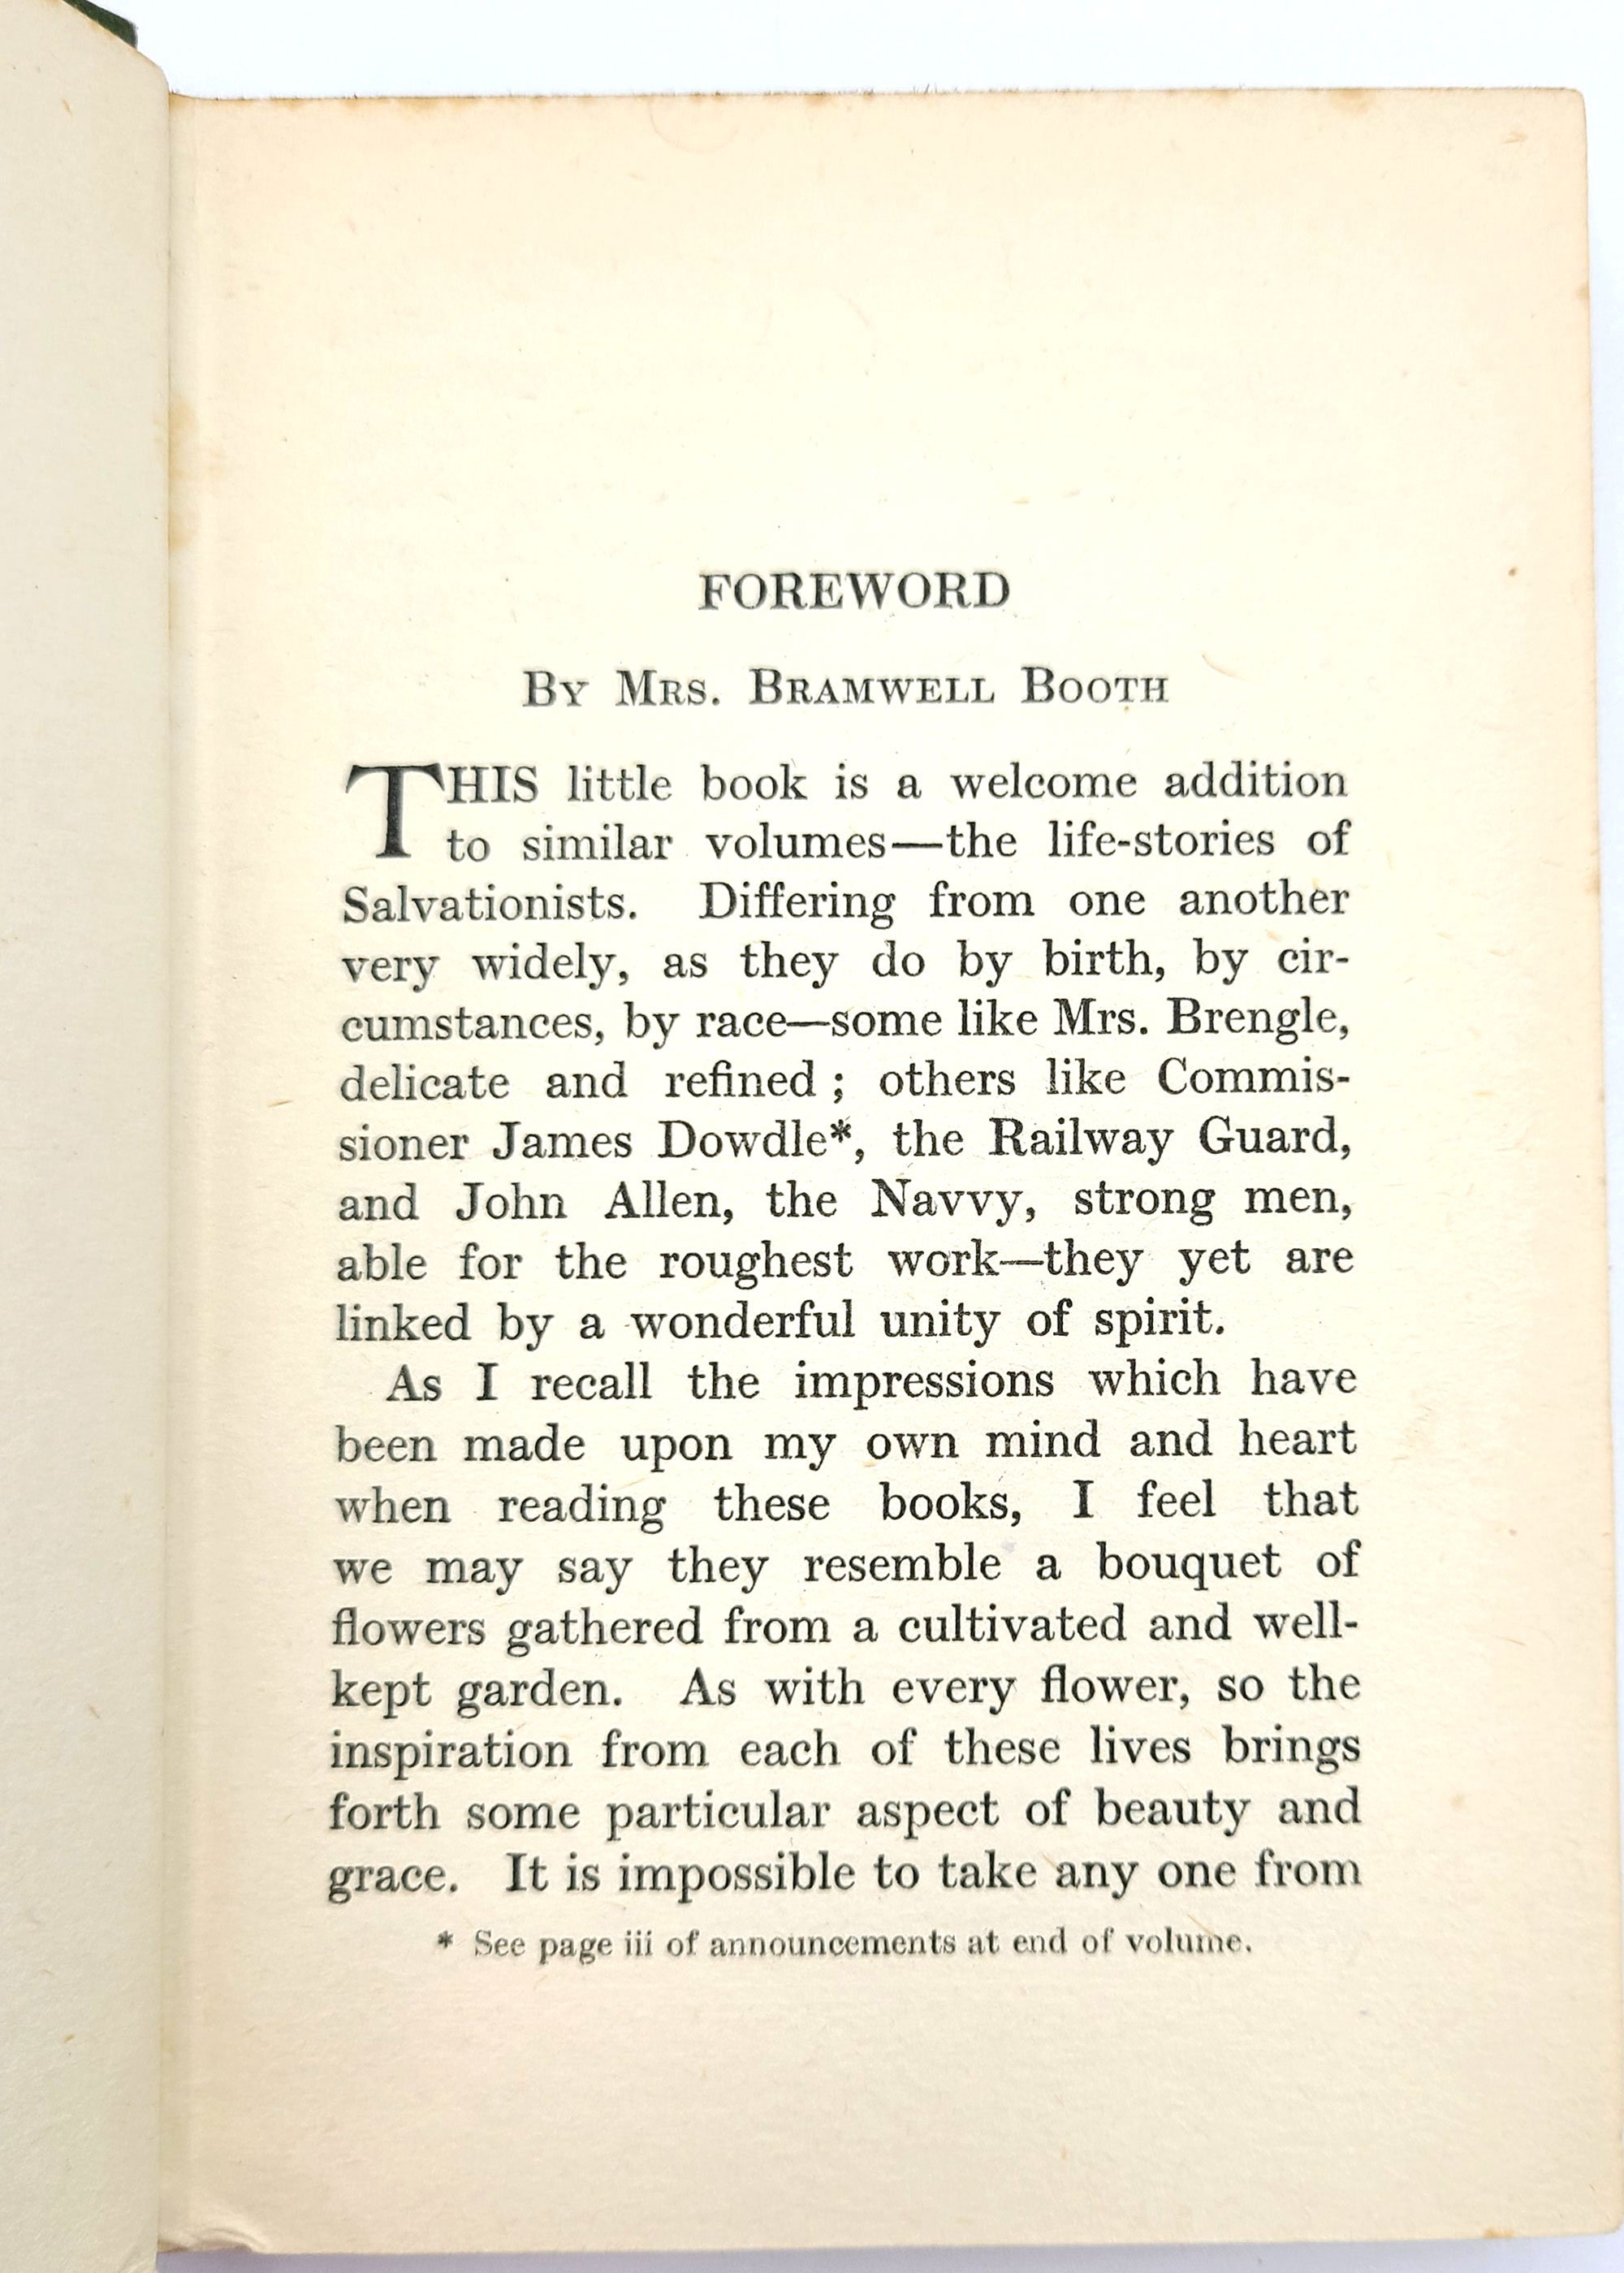 FOREWORD
By Mrs. Bramwell Booth
THIS little book is a welcome addition
to similar volumes—the life-stories of
Salvationists. Differing from one another
very widely, as they do by birth, by cir-
cumstances, by race—some like Mrs. Brengle,
delicate and refined ; others like Commis-
sioner James Dowdle*, the Railway Guard,
and John Allen, the Navvy, strong men,
able for the roughest work—they yet are
linked by a wonderful unity of spirit.
As I recall the impressions which have
been made upon my own mind and heart
when reading these books, I feel that
we may say they resemble a bouquet of
flowers gathered from a cultivated and well-
kept garden. As with every flower, so the
inspiration from each of these lives brings
forth some particular aspect of beauty and
grace. It is impossible to take any one from
* See page iii of announcements at end of volume.